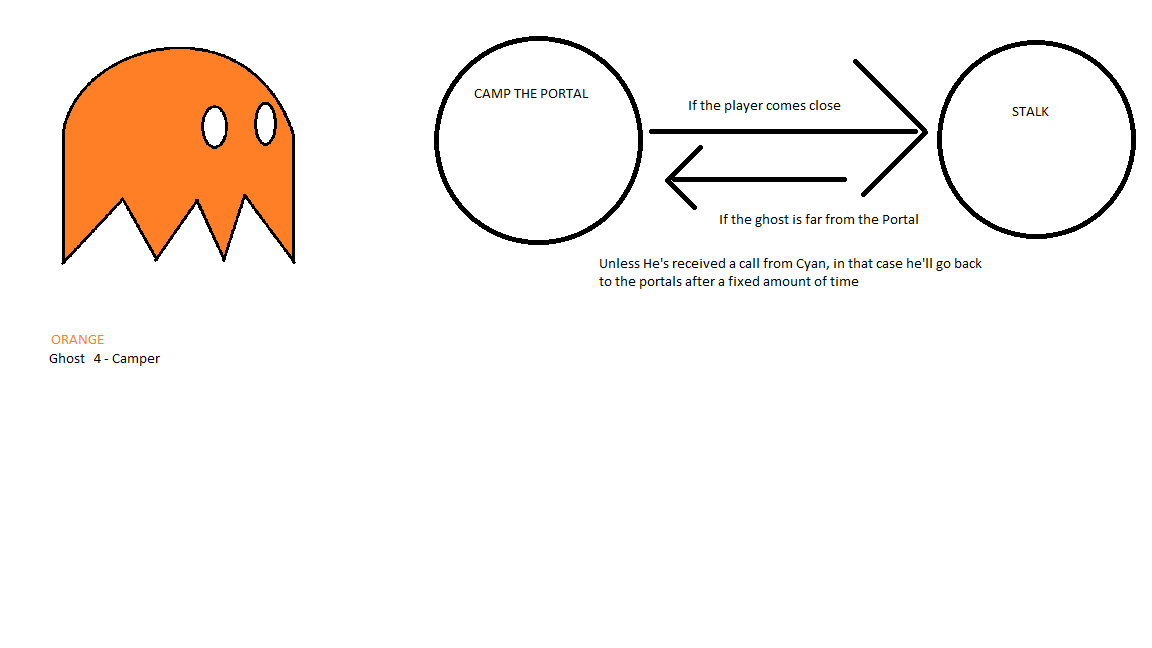 CAMP THE PORTAL
If the player comes close
STALK
If the ghost is far from the Portal
Unless He's received a call from Cyan, in that case he'll go back
to the portals after a fixed amount of time
ORANGE
Ghost 4 - Camper